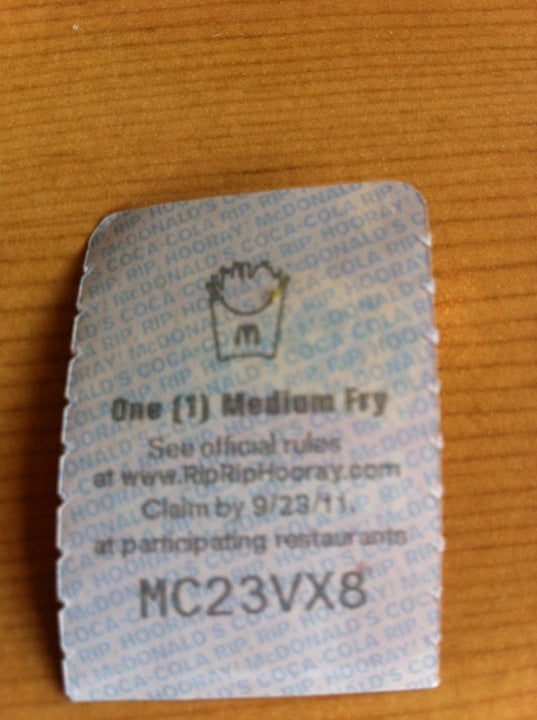 One (1) Medium Fry
See official rules
at www.RipRipHooray.com
Claim by 9/23/11.
at participating restaurants
MC23VX8